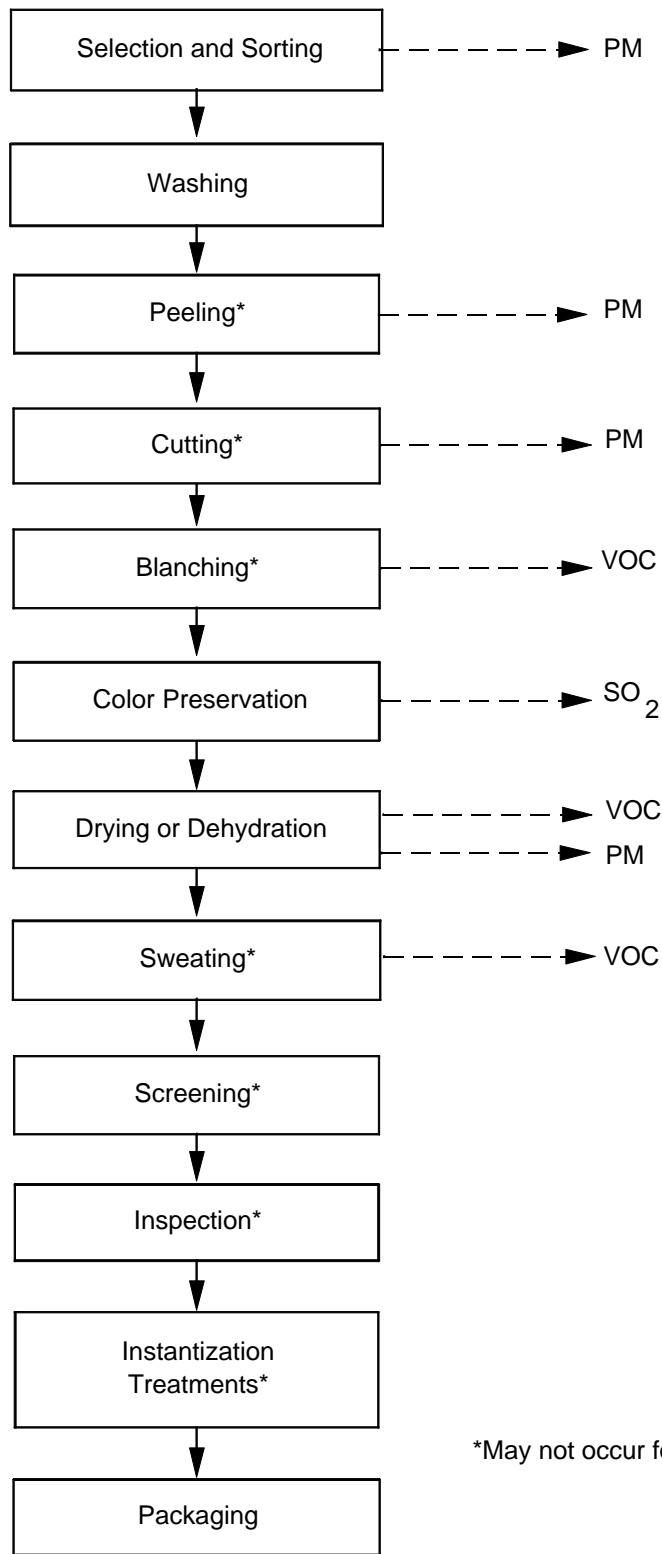 Selection and Sorting
PM
Washing
Peeling*
PM
Cutting*
PM
Blanching*
VOC
Color Preservation
SO2
Drying or Dehydration
VOC
PM
Sweating*
VOC
Screening*
Inspection*
Instantization
Treatments*
*May not occur
Packaging